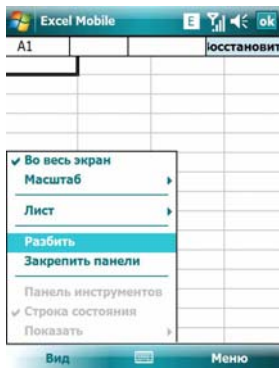 Excel Mobile E ok
A1 Восстановит
Во весь экран
Масштаб
Лист
Разбить
Закрепить панели
Панель инструментов
Строка состояния
Показать
Вид Меню